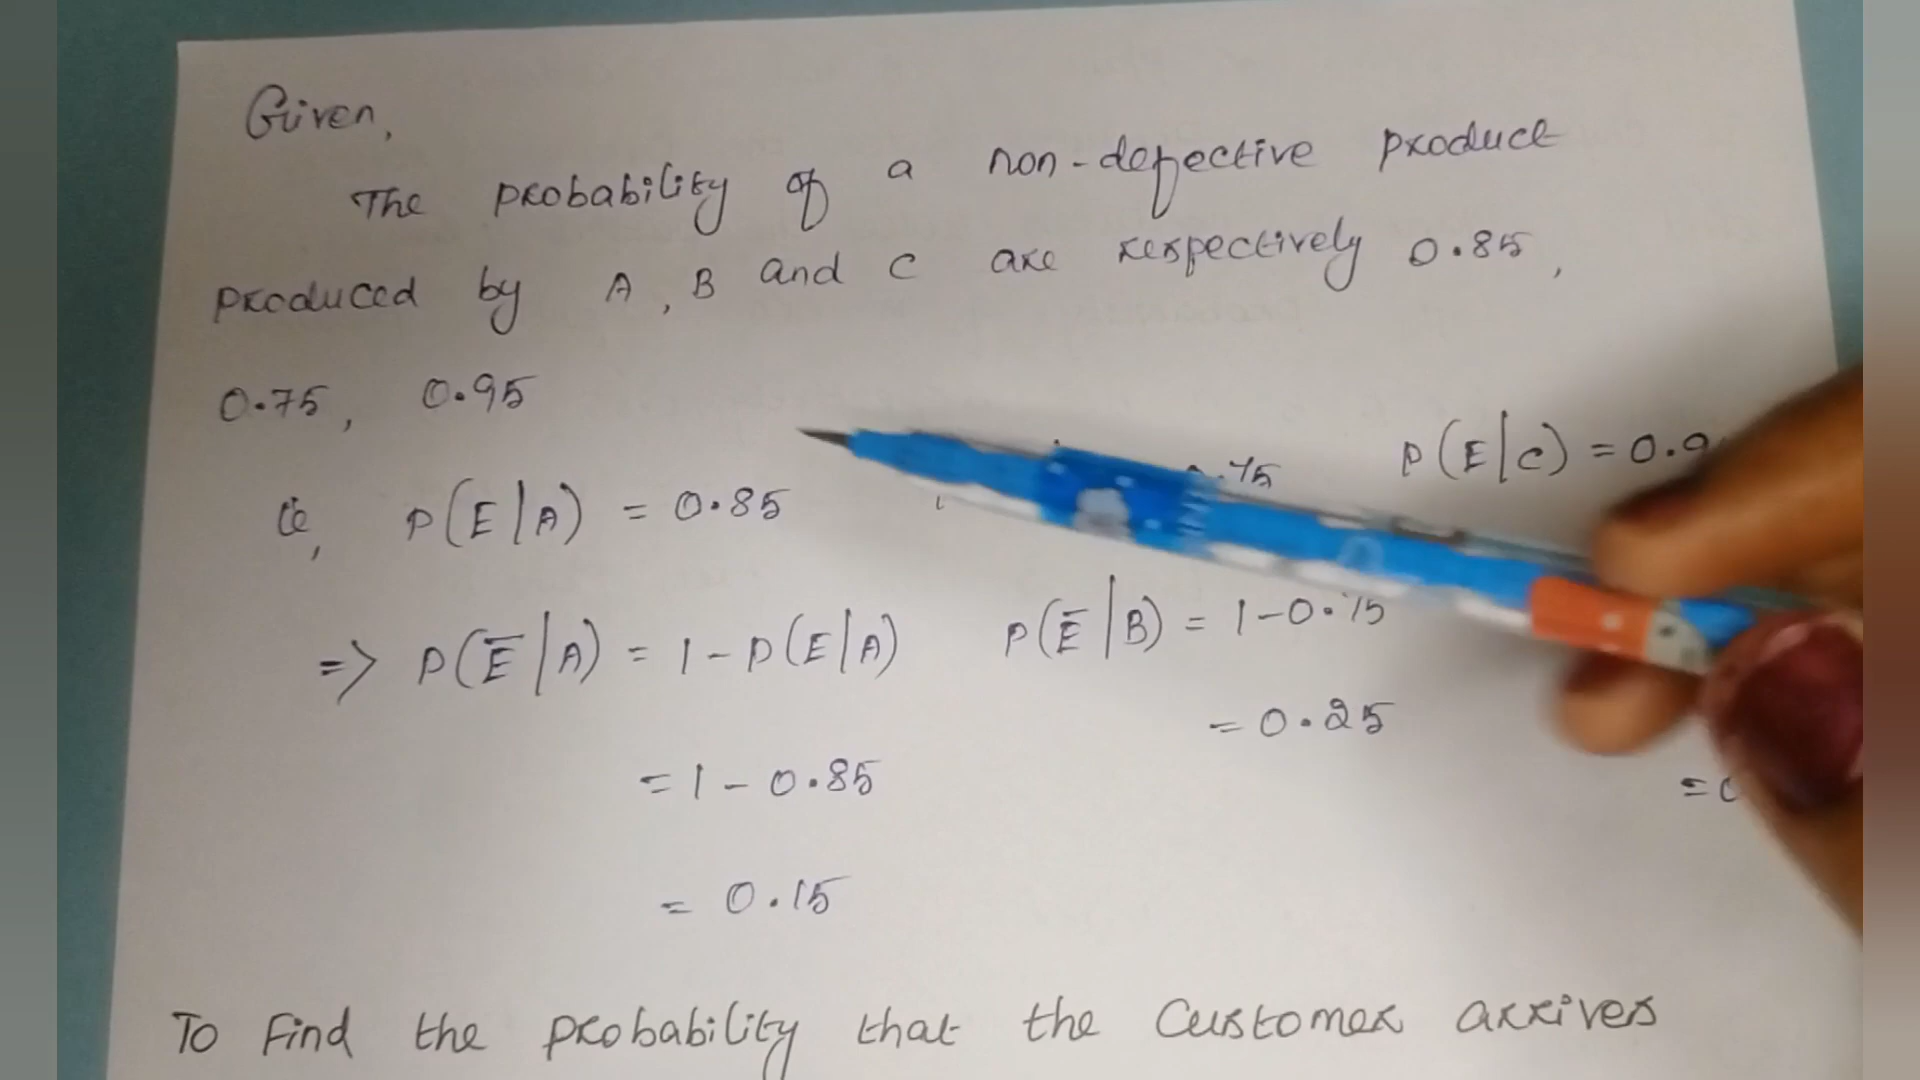 Given,
The probability of a non-defective product
produced by A, B and C are respectively 0.85,
0.75, 0.95
ie, P(E|A) = 0.85 .75 P(E|C) = 0.9
=> P(Ē|A) = 1-P(E|A) P(Ē|B) = 1-0.75
= 0.25
= 1 - 0.85
= 0.15
To Find the probability that the customer arrives